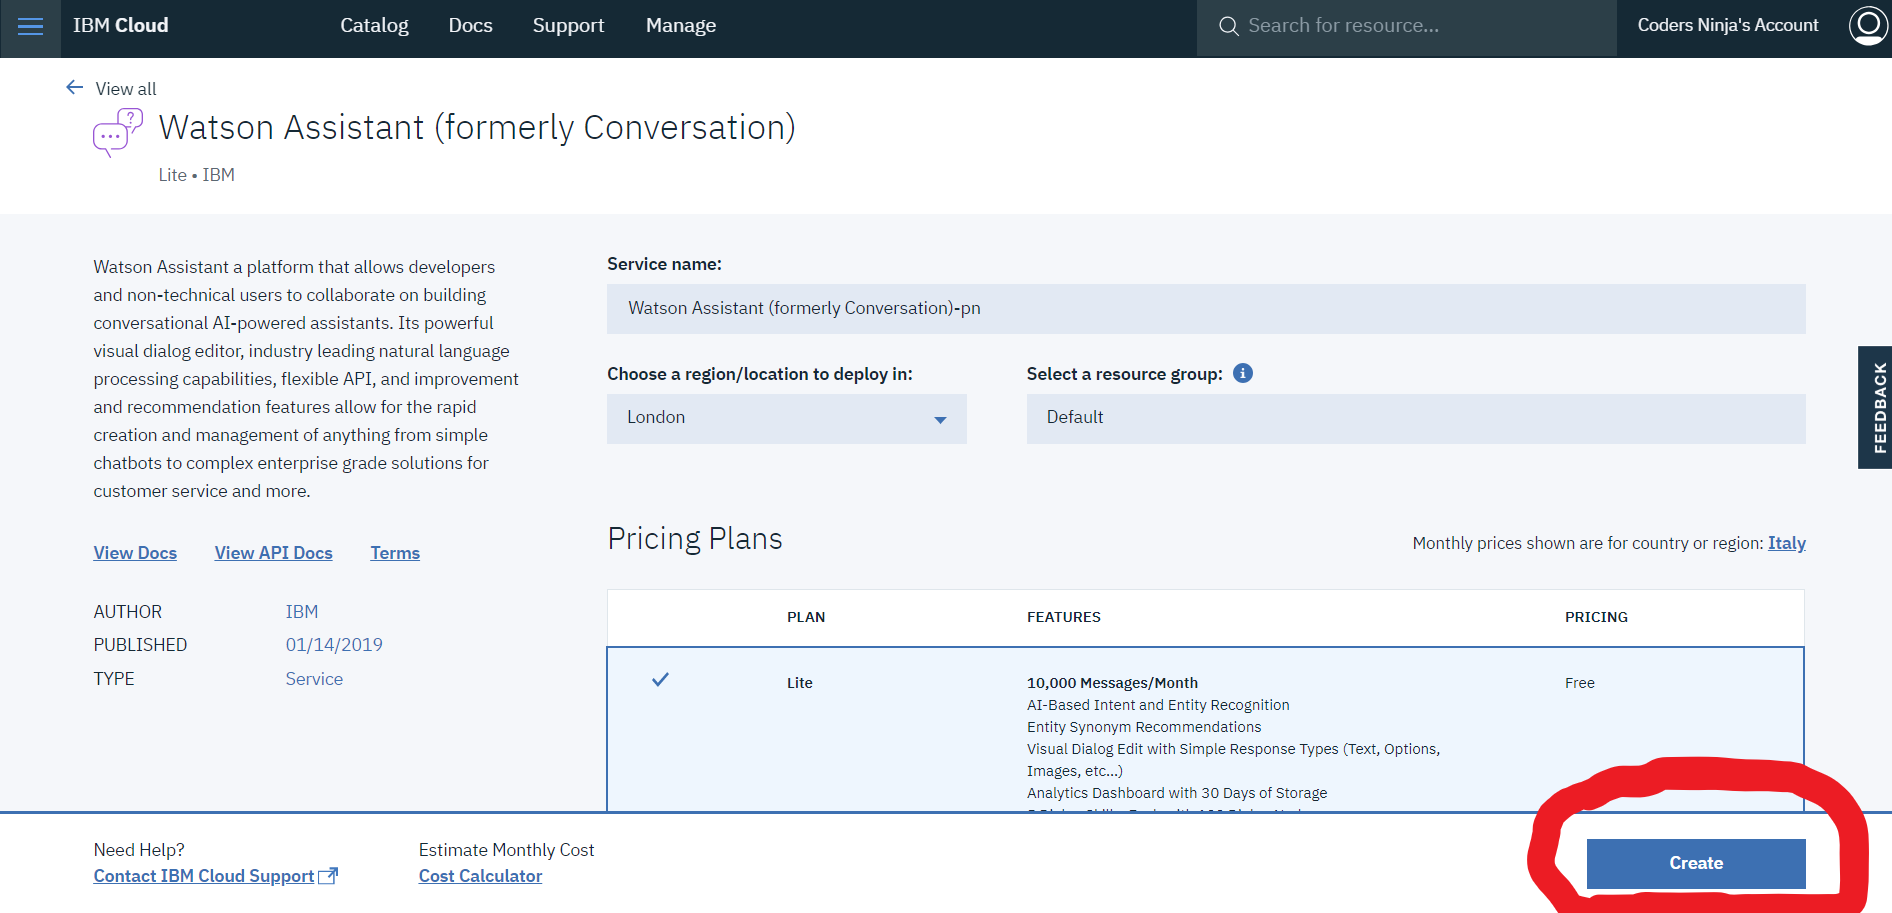 IBM Cloud
Catalog
Docs
Support
Manage
Search for resource...
Coders Ninja's Account
View all
?
Watson Assistant (formerly Conversation)
Lite • IBM
Watson Assistant a platform that allows developers
and non-technical users to collaborate on building
conversational AI-powered assistants. Its powerful
visual dialog editor, industry leading natural language
processing capabilities, flexible API, and improvement
and recommendation features allow for the rapid
creation and management of anything from simple
chatbots to complex enterprise grade solutions for
customer service and more.
View Docs
View API Docs
Terms
AUTHOR IBM
PUBLISHED 01/14/2019
TYPE Service
Service name:
Watson Assistant (formerly Conversation)-pn
Choose a region/location to deploy in:
London
Select a resource group:
Default
FEEDBACK
Pricing Plans
Monthly prices shown are for country or region: Italy
PLAN FEATURES PRICING
Lite
10,000 Messages/Month
AI-Based Intent and Entity Recognition
Entity Synonym Recommendations
Visual Dialog Edit with Simple Response Types (Text, Options,
Images, etc...)
Analytics Dashboard with 30 Days of Storage
Free
Need Help?
Contact IBM Cloud Support
Estimate Monthly Cost
Cost Calculator
Create